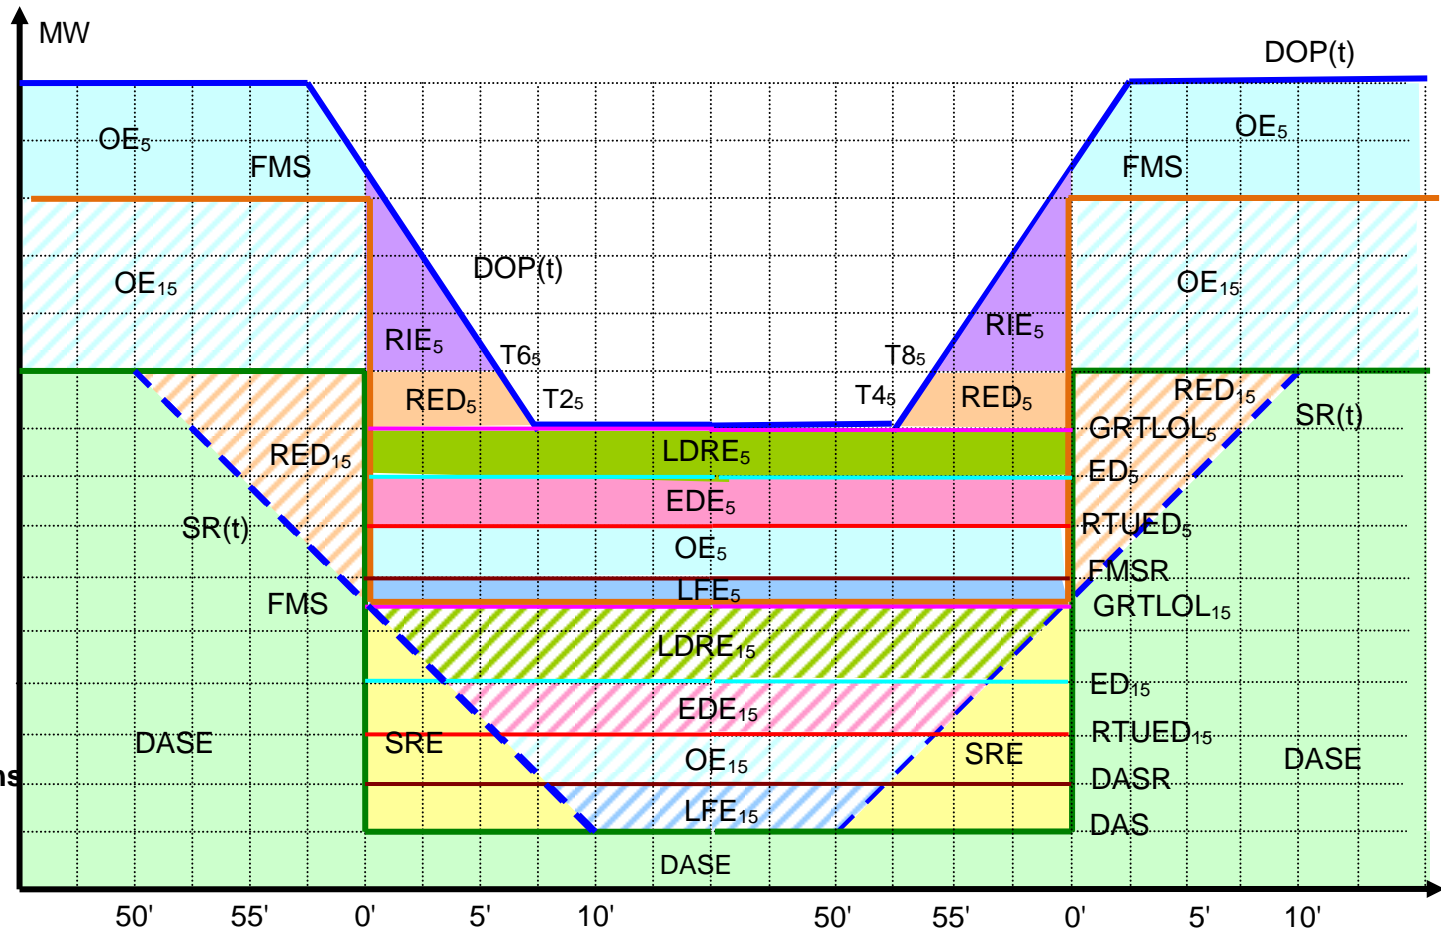 MW
DOP(t)
OE₅
OE₅
FMS
FMS
DOP(t)
OE₁₅
OE₁₅
RIE₅
RIE₅
T6₅
T8₅
RED₅
T2₅
T4₅
RED₅
RED₁₅
SR(t)
GRTLOL₅
RED₁₅
LDRE₅
ED₅
EDE₅
SR(t)
RTUED₅
OE₅
FMSR
LFE₅
FMS
GRTLOL₁₅
LDRE₁₅
ED₁₅
EDE₁₅
RTUED₁₅
DASE
SRE
SRE
DASE
OE₁₅
ns
DASR
LFE₁₅
DAS
DASE
50' 55' 0' 5' 10' 50' 55' 0' 5' 10'